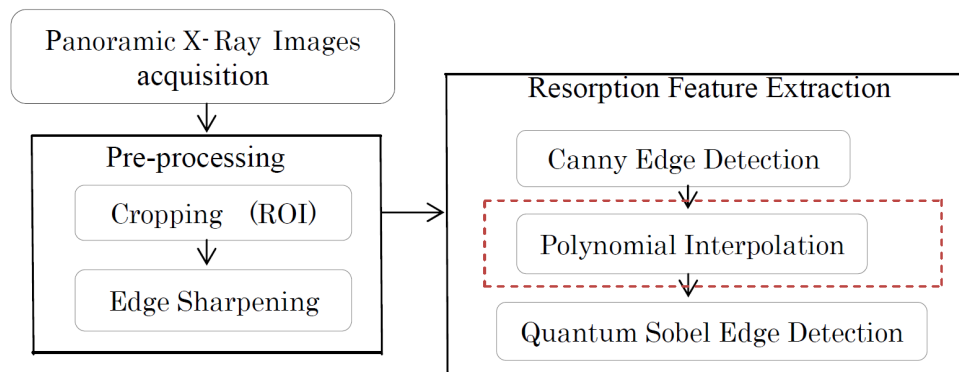 Panoramic X-Ray Images
acquisition
Pre-processing
Cropping (ROI)
Edge Sharpening
Resorption Feature Extraction
Canny Edge Detection
Polynomial Interpolation
Quantum Sobel Edge Detection